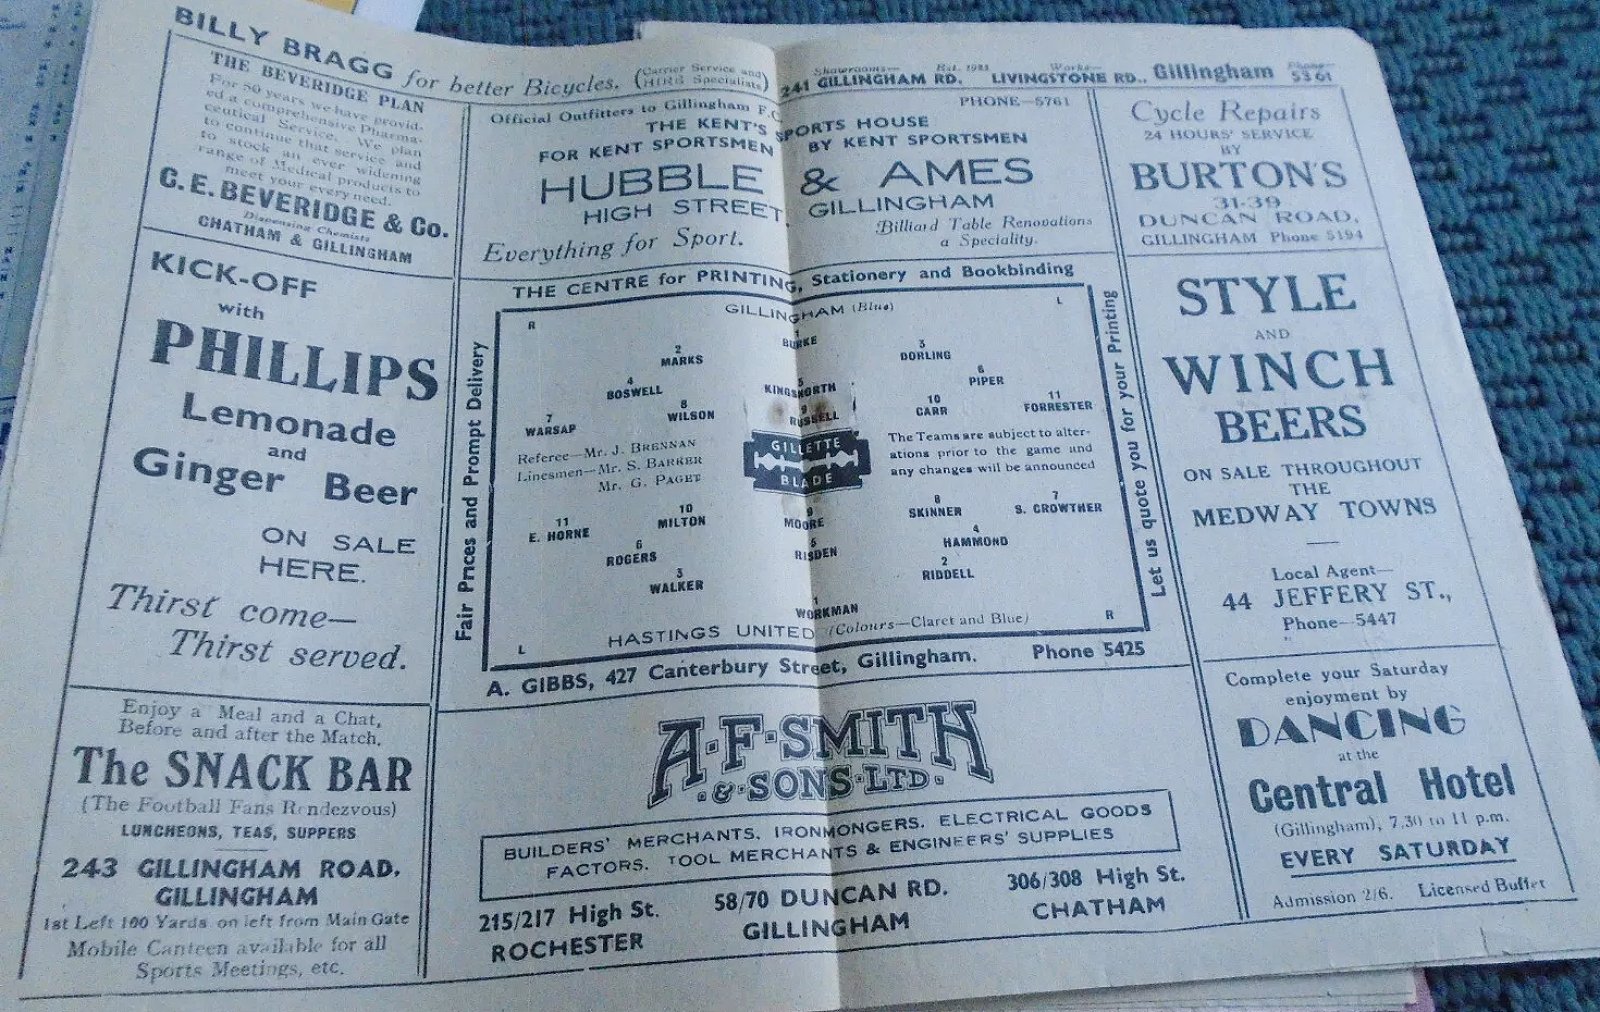 BILLY BRAGG for better Bicycles. (Carrier Service and HIRE Specialists) 241 GILLINGHAM RD. Showrooms— Est. 1923 Works— LIVINGSTONE RD., Gillingham Phone— 5361
THE BEVERIDGE PLAN
For 50 years we have provid-
ed a comprehensive Pharma-
ceutical Service. We plan
to continue that service and
stock an ever widening
range of Medical products to
meet your every need.
C. E. BEVERIDGE & Co.
Dispensing Chemists
CHATHAM & GILLINGHAM
KICK-OFF
with
PHILLIPS
Lemonade
and
Ginger Beer
ON SALE
HERE.
Thirst come—
Thirst served.
Enjoy a Meal and a Chat,
Before and after the Match.
The SNACK BAR
(The Football Fans Rendezvous)
LUNCHEONS, TEAS, SUPPERS
243 GILLINGHAM ROAD,
GILLINGHAM
1st Left 100 Yards on left from Main Gate
Mobile Canteen available for all
Sports Meetings, etc.
Official Outfitters to Gillingham F.C.
PHONE—5761
THE KENT'S SPORTS HOUSE
FOR KENT SPORTSMEN BY KENT SPORTSMEN
HUBBLE & AMES
HIGH STREET, GILLINGHAM
Everything for Sport.
Billiard Table Renovations
a Speciality.
THE CENTRE for PRINTING, Stationery and Bookbinding
Fair Prices and Prompt Delivery
Let us quote you for your Printing
GILLINGHAM (Blue)
R L
1
BURKE
2 3
MARKS DORLING
4 5 6
BOSWELL KINGSNORTH PIPER
7 8 9 10 11
WARSAP WILSON RUSSELL CARR FORRESTER
Referee—Mr. J. BRENNAN
Linesmen—Mr. S. BARKER
Mr. G. PAGET
GILLETTE
BLADE
The Teams are subject to alter-
ations prior to the game and
any changes will be announced
11 10 9 8 7
E. HORNE MILTON MOORE SKINNER S. CROWTHER
6 5 4
ROGERS RISDEN HAMMOND
3 2
WALKER RIDDELL
1
WORKMAN
L R
HASTINGS UNITED (Colours—Claret and Blue)
A. GIBBS, 427 Canterbury Street, Gillingham. Phone 5425
A·F·SMITH
·&·SONS·LTD·
BUILDERS' MERCHANTS, IRONMONGERS, ELECTRICAL GOODS
FACTORS, TOOL MERCHANTS & ENGINEERS' SUPPLIES
215/217 High St.
ROCHESTER
58/70 DUNCAN RD.
GILLINGHAM
306/308 High St.
CHATHAM
Cycle Repairs
24 HOURS' SERVICE
BY
BURTON'S
31-39
DUNCAN ROAD,
GILLINGHAM Phone 5194
STYLE
AND
WINCH
BEERS
ON SALE THROUGHOUT
THE
MEDWAY TOWNS
Local Agent—
44 JEFFERY ST.,
Phone—5447
Complete your Saturday
enjoyment by
DANCING
at the
Central Hotel
(Gillingham), 7.30 to 11 p.m.
EVERY SATURDAY
Admission 2/6. Licensed Buffet